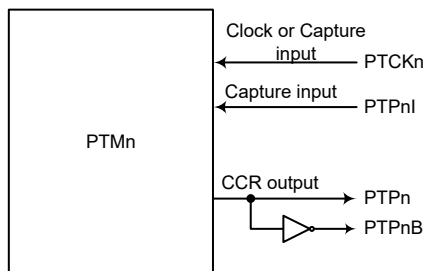 Clock or Capture
input
PTCKn
Capture input
PTPnI
PTMn
CCR output
PTPn
PTPnB